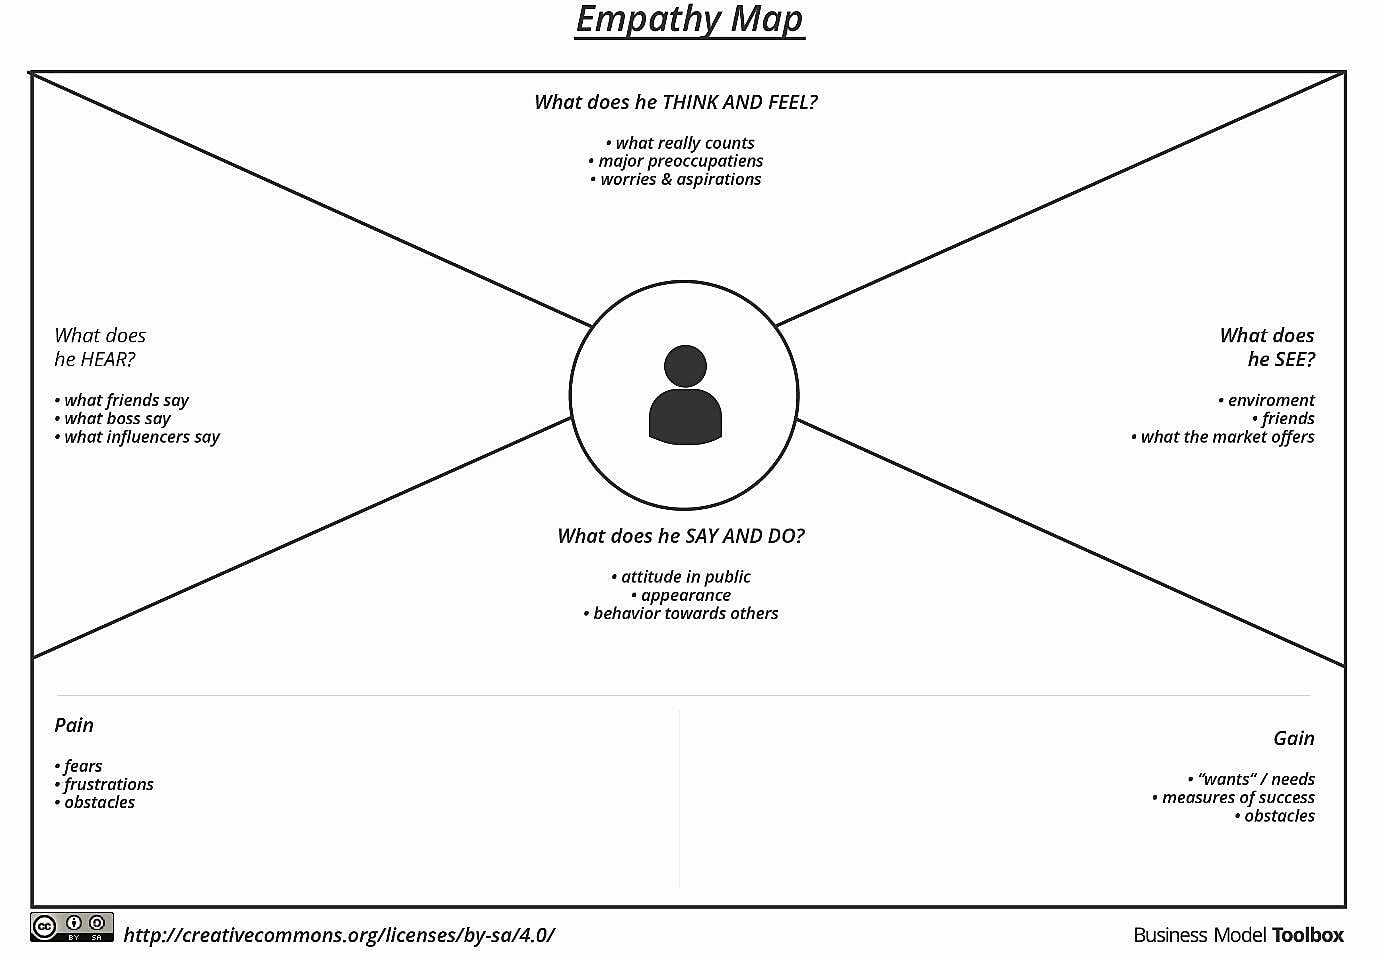 Empathy Map
What does he THINK AND FEEL?
• what really counts
• major preoccupatiens
• worries & aspirations
What does
he HEAR?
• what friends say
• what boss say
• what influencers say
What does
he SEE?
• enviroment
• friends
• what the market offers
What does he SAY AND DO?
• attitude in public
• appearance
• behavior towards others
Pain
• fears
• frustrations
• obstacles
Gain
• “wants“ / needs
• measures of success
• obstacles
cc BY SA
http://creativecommons.org/licenses/by-sa/4.0/
Business Model Toolbox